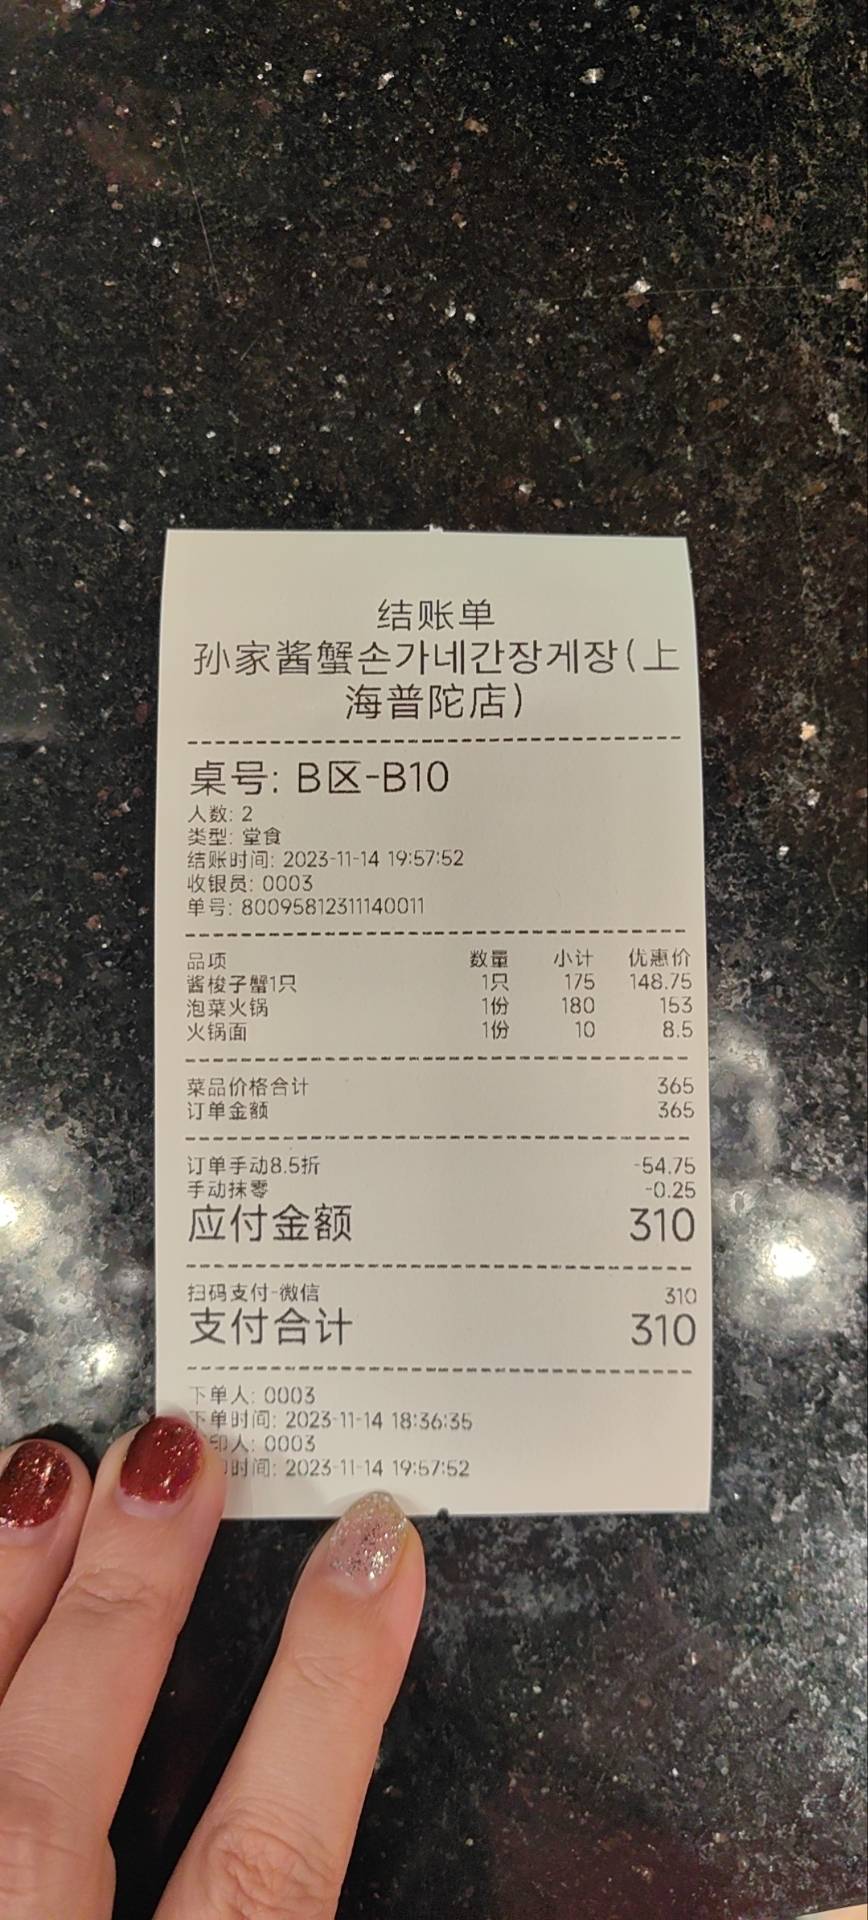 结账单
孙家酱蟹손가네간장게장(上
海普陀店)
桌号: B区-B10
人数: 2
类型: 堂食
结账时间: 2023-11-14 19:57:52
收银员: 0003
单号: 80095812311140011
品项 数量 小计 优惠价
酱梭子蟹1只 1只 175 148.75
泡菜火锅 1份 180 153
火锅面 1份 10 8.5
菜品价格合计 365
订单金额 365
订单手动8.5折 -54.75
手动抹零 -0.25
应付金额 310
扫码支付-微信 310
支付合计 310
下单人: 0003
下单时间: 2023-11-14 18:36:35
印人: 0003
时间: 2023-11-14 19:57:52